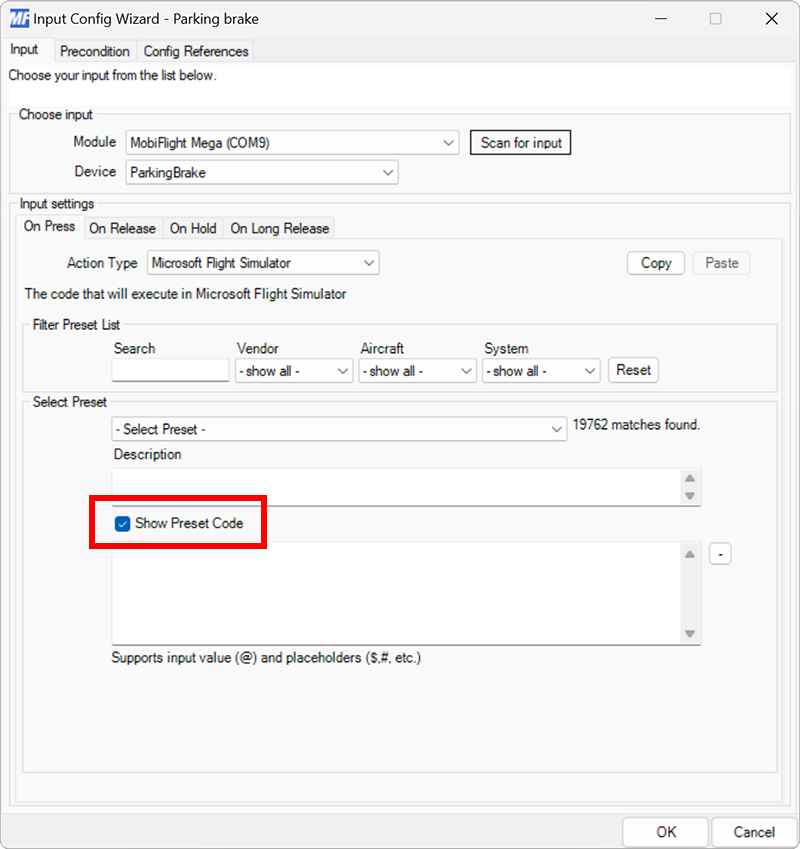 MF Input Config Wizard - Parking brake
Input Precondition Config References
Choose your input from the list below.
Choose input
Module MobiFlight Mega (COM9) Scan for input
Device ParkingBrake
Input settings
On Press On Release On Hold On Long Release
Action Type Microsoft Flight Simulator Copy Paste
The code that will execute in Microsoft Flight Simulator
Filter Preset List
Search Vendor Aircraft System
- show all - - show all - - show all - Reset
Select Preset
- Select Preset - 19762 matches found.
Description
Show Preset Code
-
Supports input value (@) and placeholders ($,#, etc.)
OK Cancel